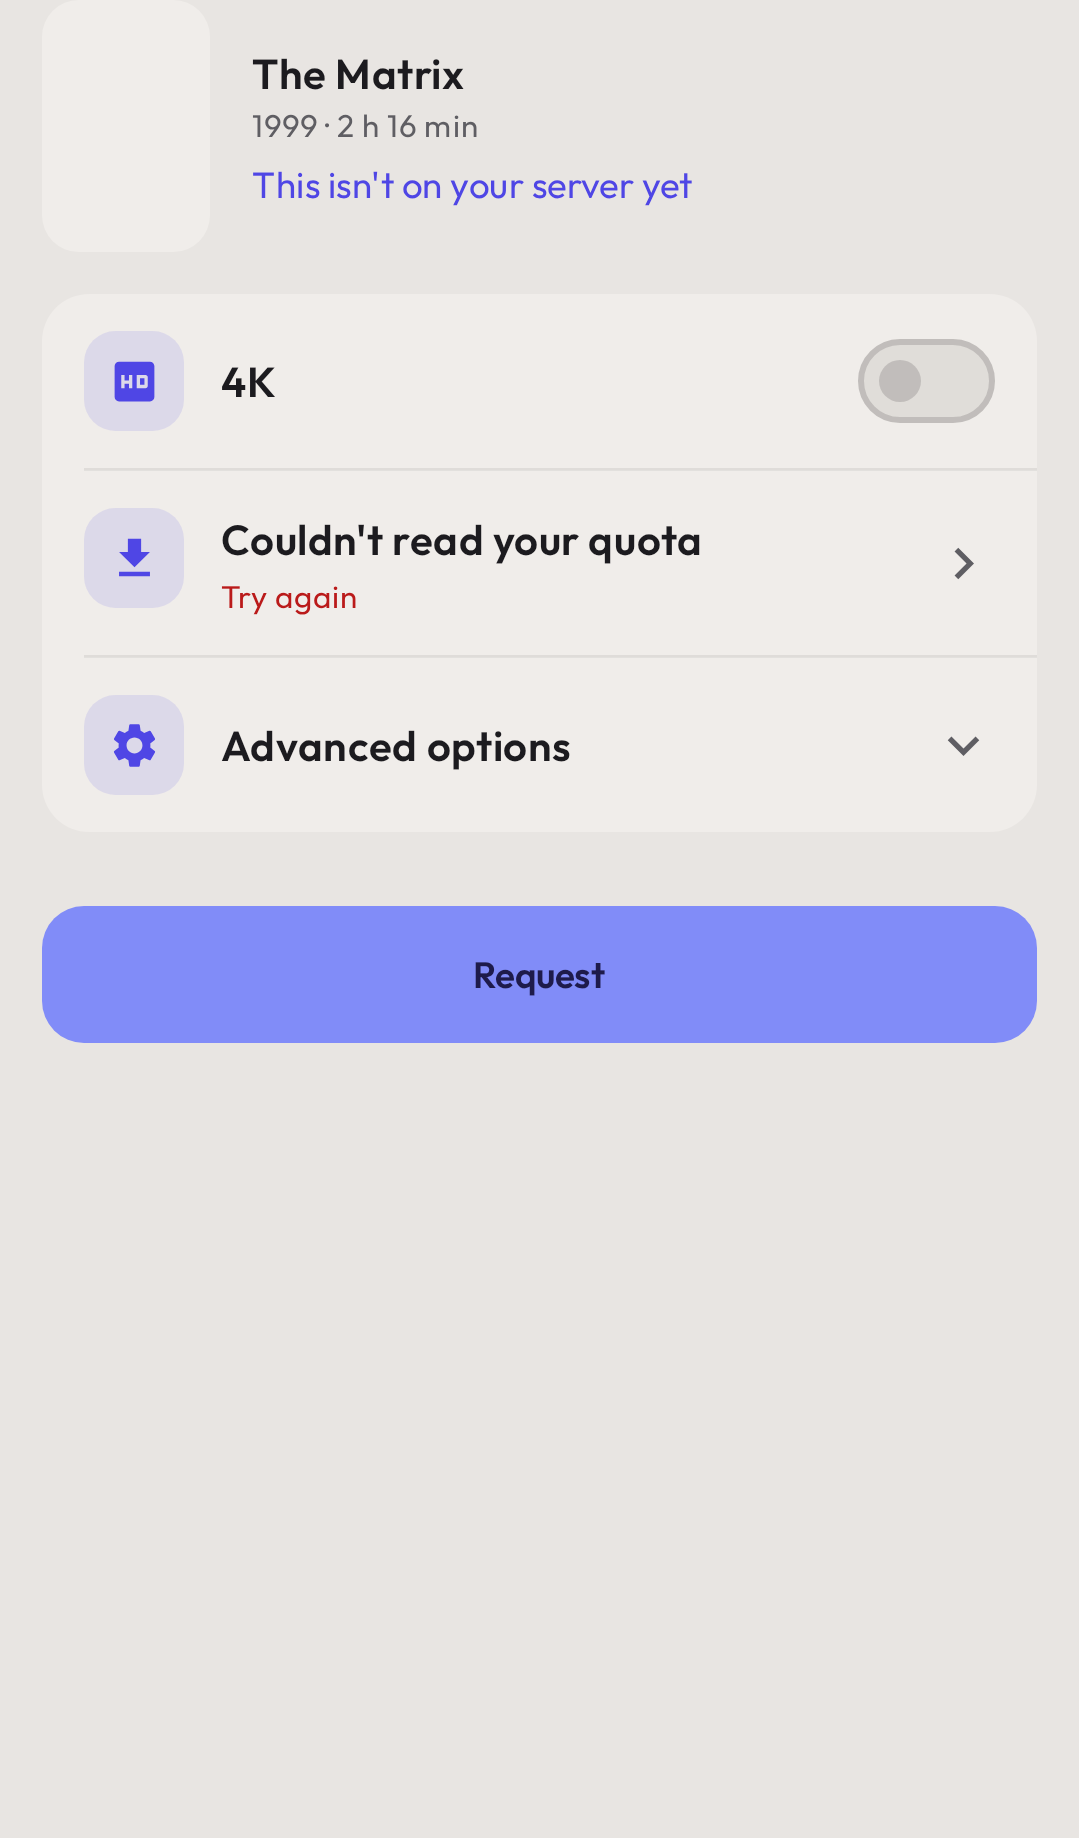 The Matrix
1999 · 2 h 16 min
This isn't on your server yet
HD
4K
Couldn't read your quota
Try again
Advanced options
Request